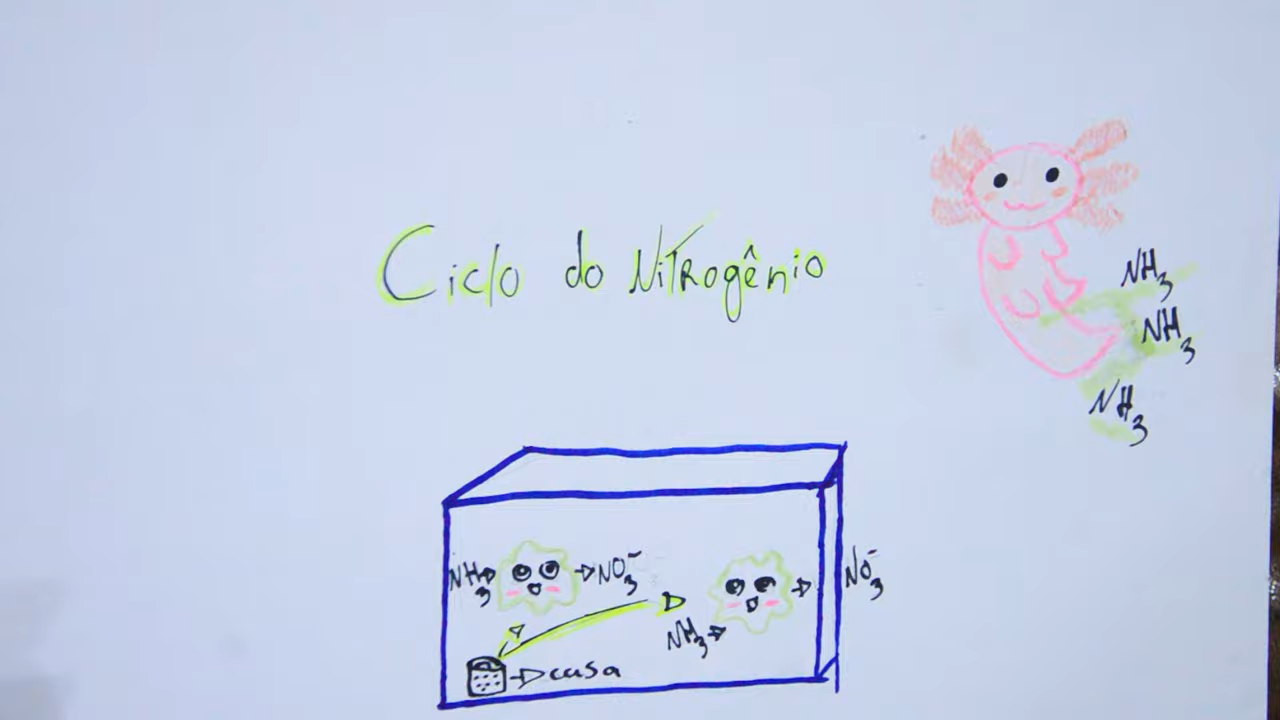 Ciclo do Nitrogênio
NH3
NH3
NH3
NH3 → NO3-
NH3 → → NO3-
→ casa